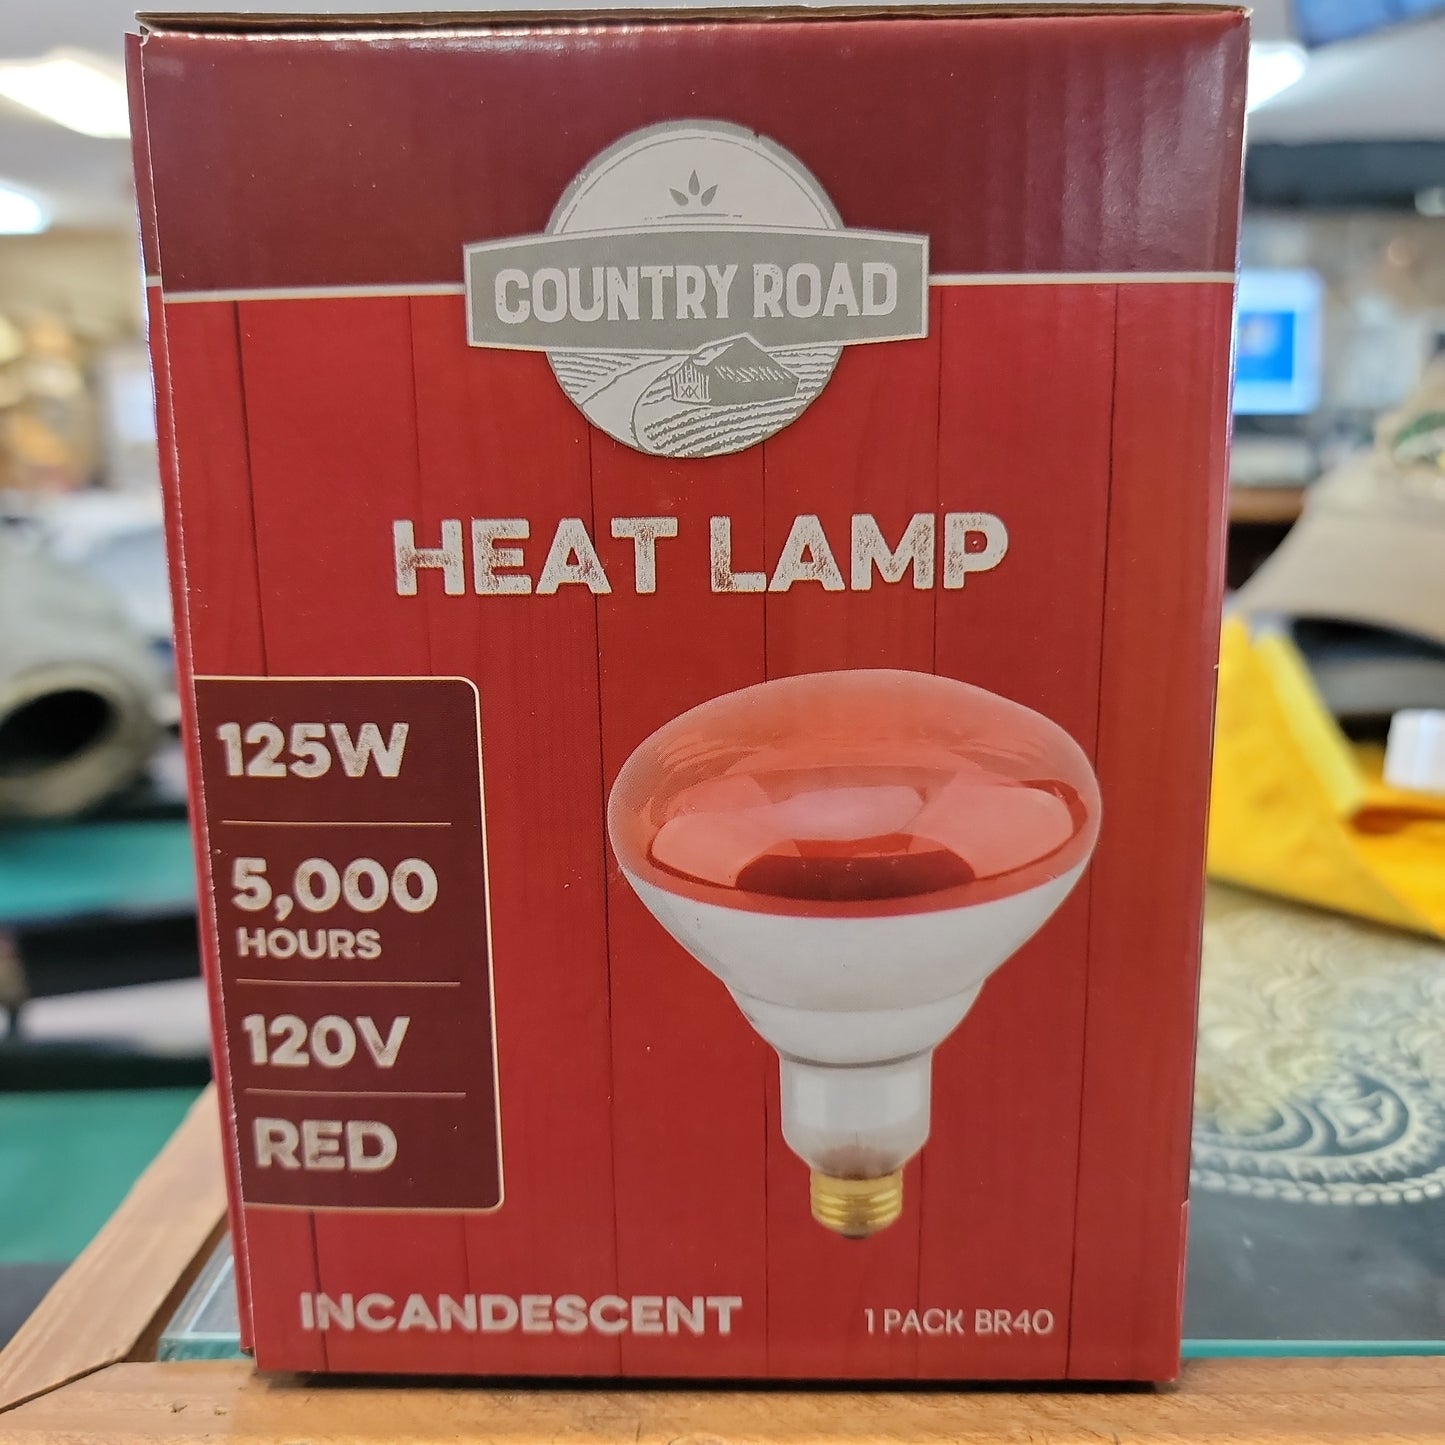 COUNTRY ROAD
HEAT LAMP
125W
5,000
HOURS
120V
RED
INCANDESCENT
1 PACK BR40